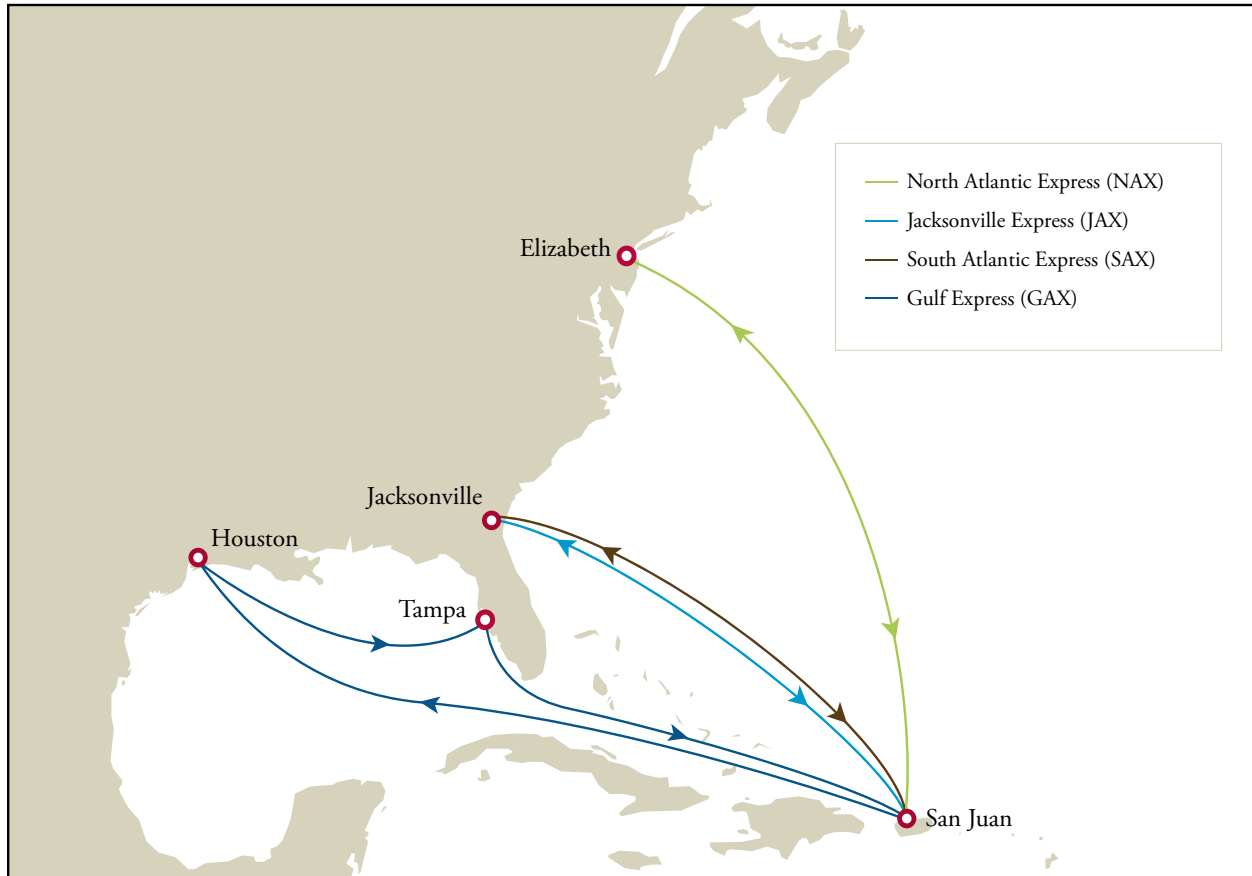 North Atlantic Express (NAX)
Jacksonville Express (JAX)
South Atlantic Express (SAX)
Gulf Express (GAX)
Elizabeth
Jacksonville
Houston
Tampa
San Juan